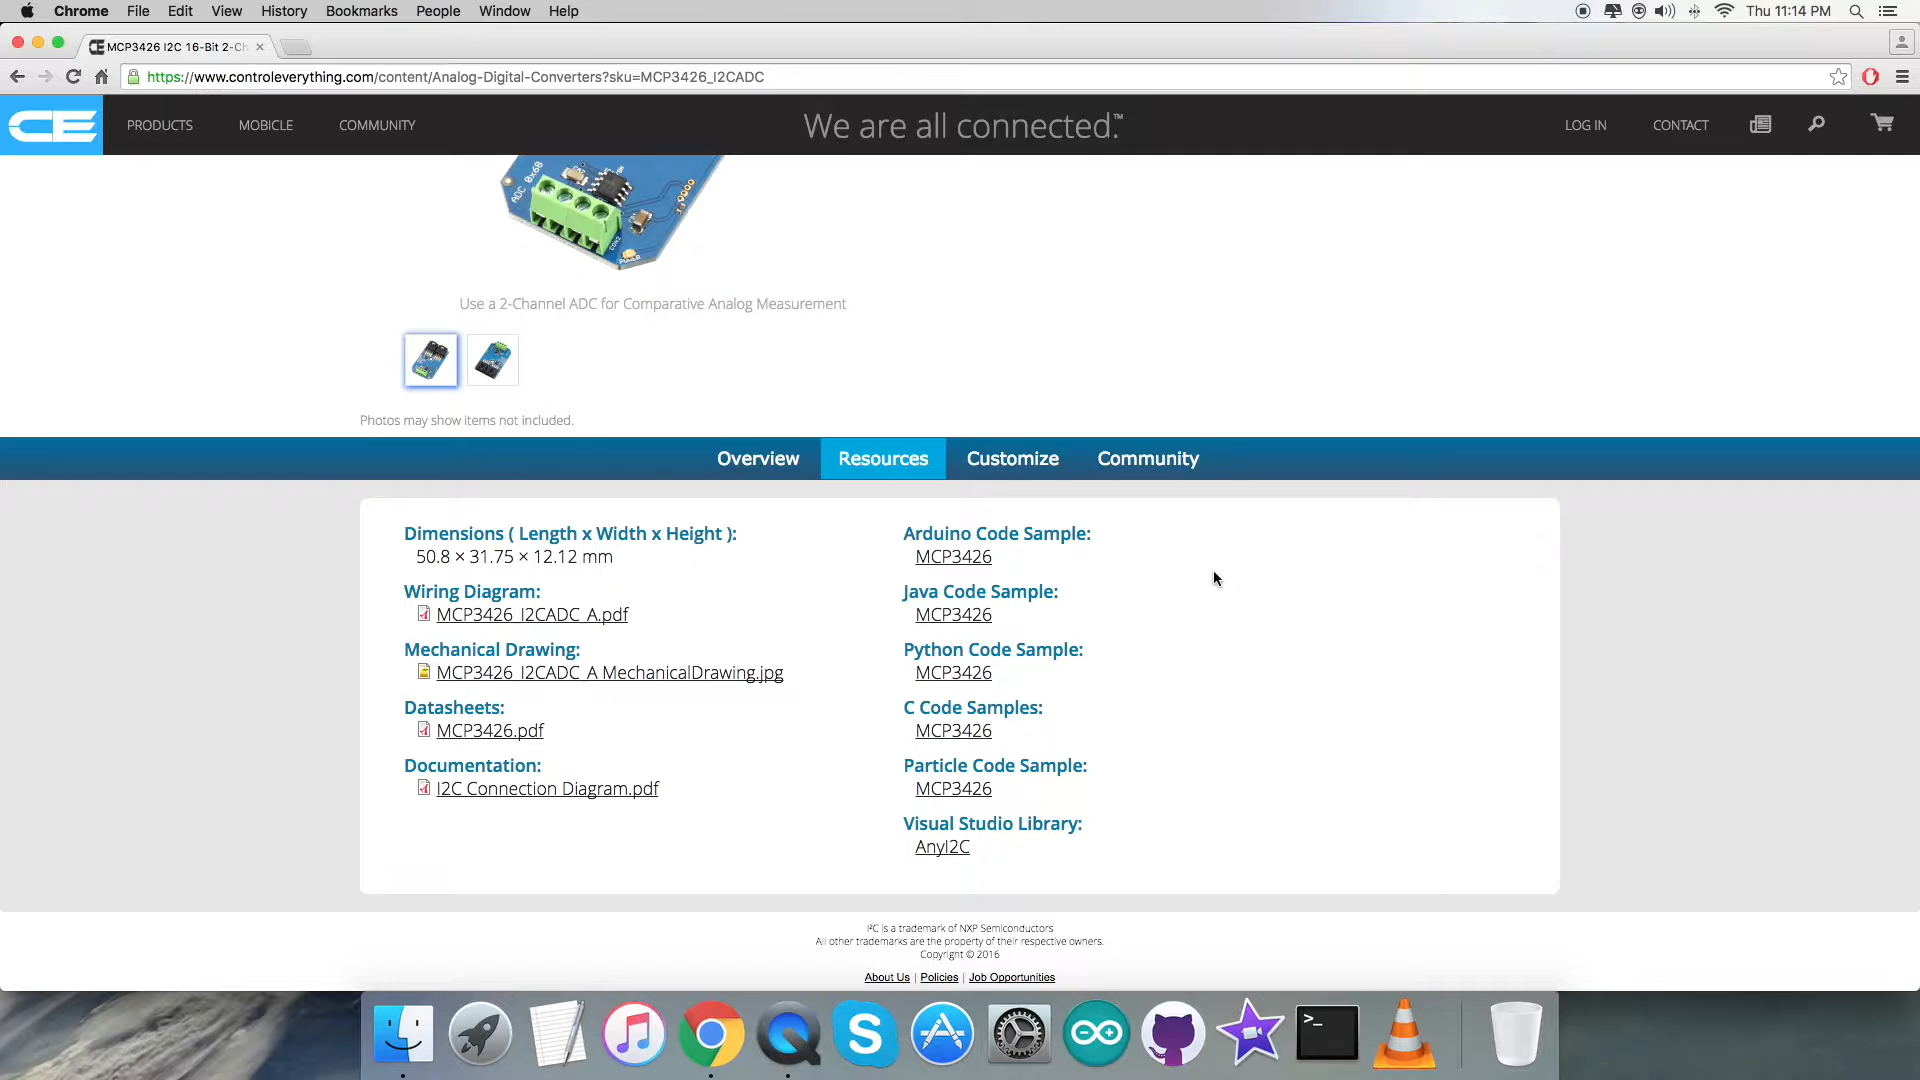 Chrome File Edit View History Bookmarks People Window Help
Thu 11:14 PM
MCP3426 I2C 16-Bit 2-Ch
https://www.controleverything.com/content/Analog-Digital-Converters?sku=MCP3426_I2CADC
CE
PRODUCTS MOBICLE COMMUNITY
We are all connected.™
LOG IN CONTACT
ADC 0x68
Use a 2-Channel ADC for Comparative Analog Measurement
Photos may show items not included.
Overview Resources Customize Community
Dimensions ( Length x Width x Height ):
50.8 × 31.75 × 12.12 mm
Wiring Diagram:
MCP3426_I2CADC_A.pdf
Mechanical Drawing:
MCP3426_I2CADC_A MechanicalDrawing.jpg
Datasheets:
MCP3426.pdf
Documentation:
I2C Connection Diagram.pdf
Arduino Code Sample:
MCP3426
Java Code Sample:
MCP3426
Python Code Sample:
MCP3426
C Code Samples:
MCP3426
Particle Code Sample:
MCP3426
Visual Studio Library:
AnyI2C
I²C is a trademark of NXP Semiconductors
All other trademarks are the property of their respective owners.
Copyright © 2016
About Us | Policies | Job Opportunities